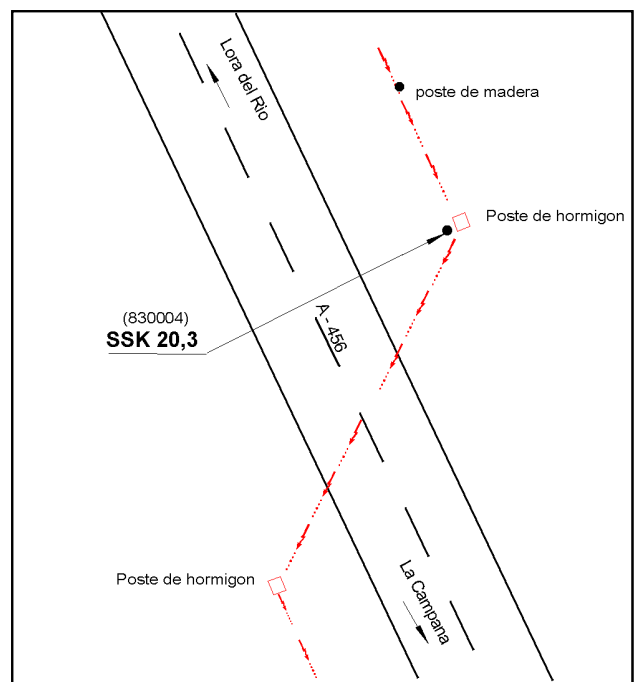 Lora del Rio
poste de madera
Poste de hormigon
(830004)
SSK 20,3
A - 456
Poste de hormigon
La Campana